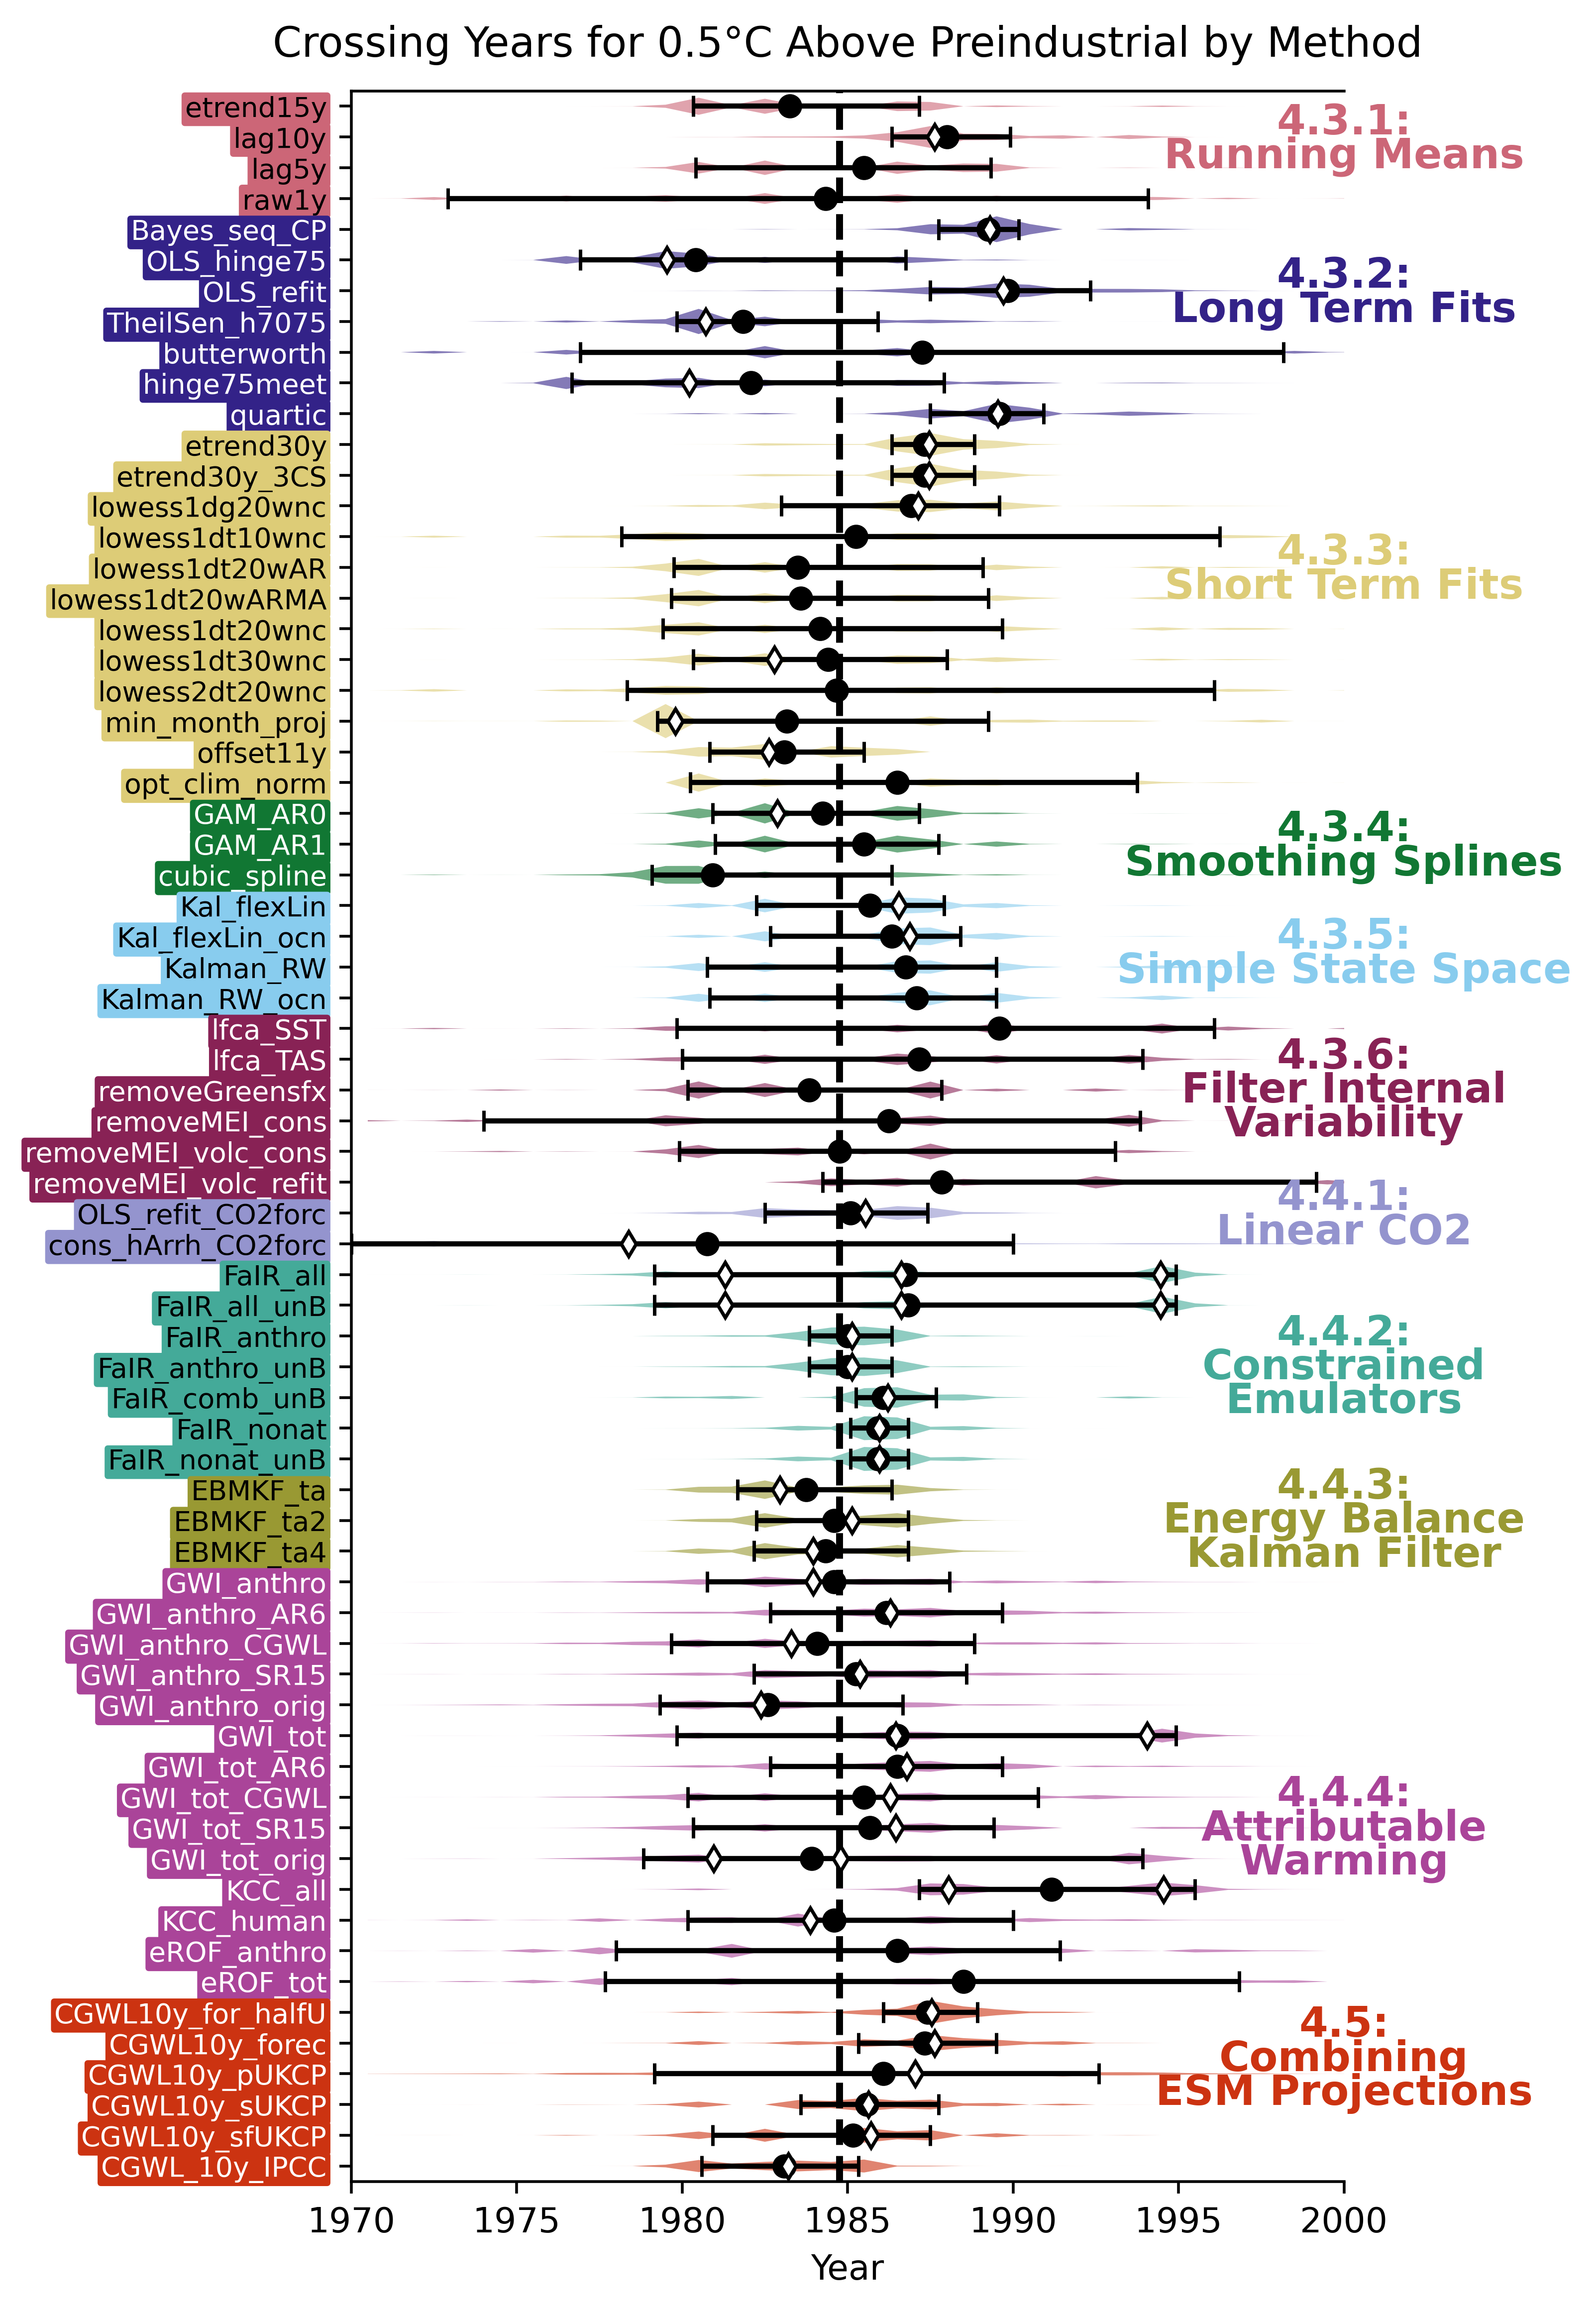 Crossing Years for 0.5°C Above Preindustrial by Method
etrend15y
lag10y
lag5y
raw1y
Bayes_seq_CP
OLS_hinge75
OLS_refit
TheilSen_h7075
butterworth
hinge75meet
quartic
etrend30y
etrend30y_3CS
lowess1dg20wnc
lowess1dt10wnc
lowess1dt20wAR
lowess1dt20wARMA
lowess1dt20wnc
lowess1dt30wnc
lowess2dt20wnc
min_month_proj
offset11y
opt_clim_norm
GAM_AR0
GAM_AR1
cubic_spline
Kal_flexLin
Kal_flexLin_ocn
Kalman_RW
Kalman_RW_ocn
lfca_SST
lfca_TAS
removeGreensfx
removeMEI_cons
removeMEI_volc_cons
removeMEI_volc_refit
OLS_refit_CO2forc
cons_hArrh_CO2forc
FaIR_all
FaIR_all_unB
FaIR_anthro
FaIR_anthro_unB
FaIR_comb_unB
FaIR_nonat
FaIR_nonat_unB
EBMKF_ta
EBMKF_ta2
EBMKF_ta4
GWI_anthro
GWI_anthro_AR6
GWI_anthro_CGWL
GWI_anthro_SR15
GWI_anthro_orig
GWI_tot
GWI_tot_AR6
GWI_tot_CGWL
GWI_tot_SR15
GWI_tot_orig
KCC_all
KCC_human
eROF_anthro
eROF_tot
CGWL10y_for_halfU
CGWL10y_forec
CGWL10y_pUKCP
CGWL10y_sUKCP
CGWL10y_sfUKCP
CGWL_10y_IPCC
4.3.1:
Running Means
4.3.2:
Long Term Fits
4.3.3:
Short Term Fits
4.3.4:
Smoothing Splines
4.3.5:
Simple State Space
4.3.6:
Filter Internal
Variability
4.4.1:
Linear CO2
4.4.2:
Constrained
Emulators
4.4.3:
Energy Balance
Kalman Filter
4.4.4:
Attributable
Warming
4.5:
Combining
ESM Projections
1970 1975 1980 1985 1990 1995 2000
Year